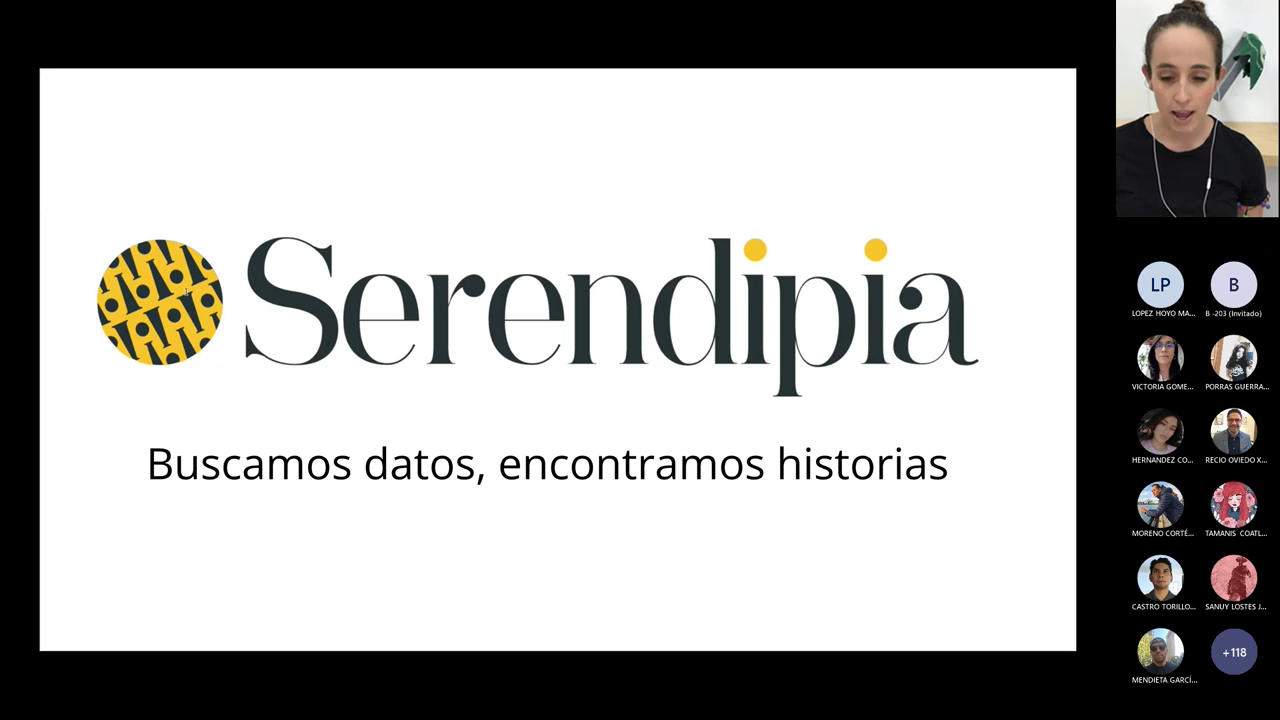 Serendipia
Buscamos datos, encontramos historias
LP
LOPEZ HOYO MA...
B
B -203 (Invitado)
VICTORIA GOME...
PORRAS GUERRA...
HERNANDEZ CO...
RECIO OVIEDO X...
MORENO CORTÉ...
TAMANIS COATL...
CASTRO TORILLO...
SANUY LOSTES J...
MENDIETA GARCÍ...
+118